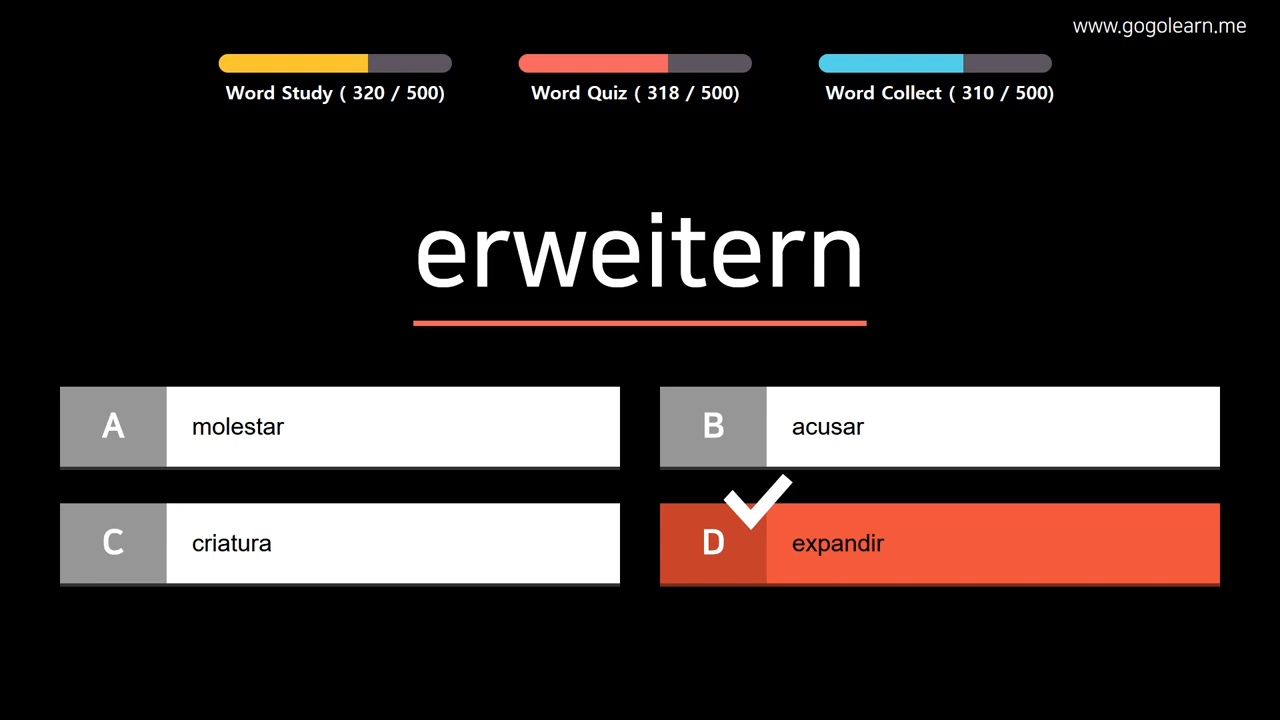 www.gogolearn.me
Word Study ( 320 / 500)
Word Quiz ( 318 / 500)
Word Collect ( 310 / 500)
erweitern
A molestar
B acusar
C criatura
D expandir